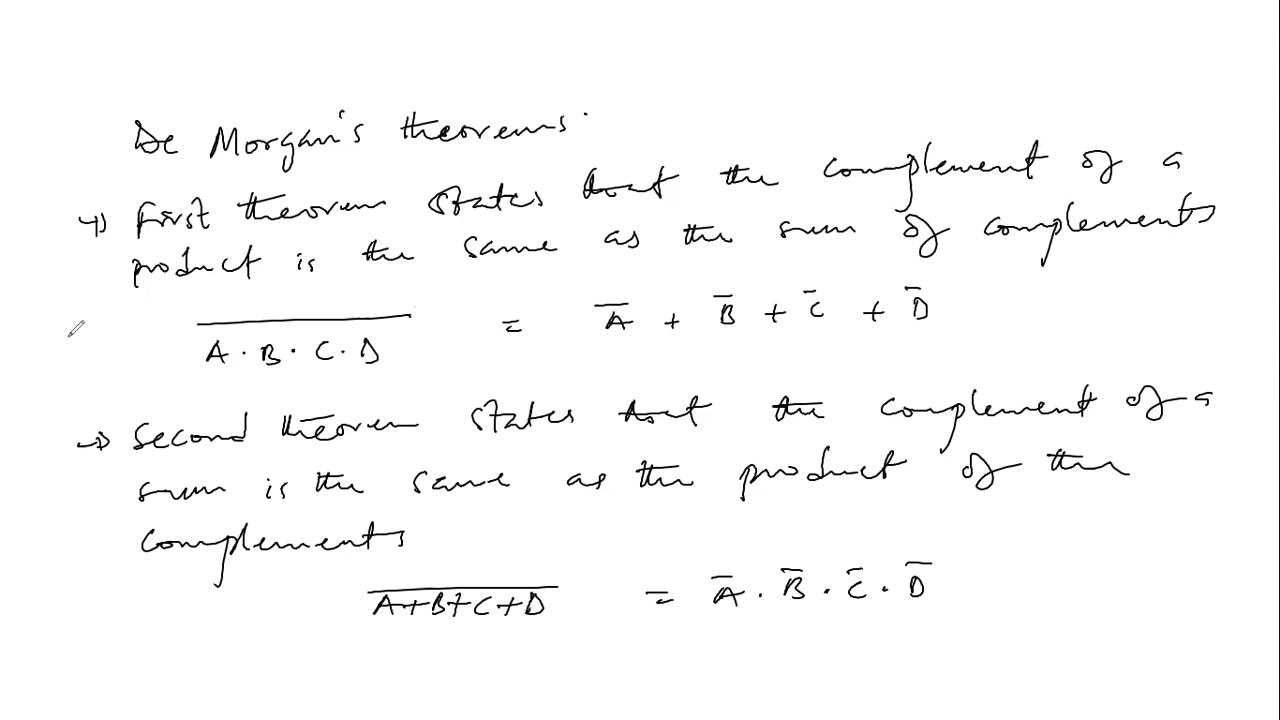 De Morgan's theorems.
→ First theorem states that the complement of a
product is the same as the sum of complements
A̅ ̅·̅ ̅B̅ ̅·̅ ̅C̅ ̅·̅ ̅D̅ = A̅ + B̅ + C̅ + D̅
→ Second theorem states that the complement of a
sum is the same as the product of the
complements
A̅+̅B̅+̅C̅+̅D̅ = A̅ . B̅ . C̅ . D̅